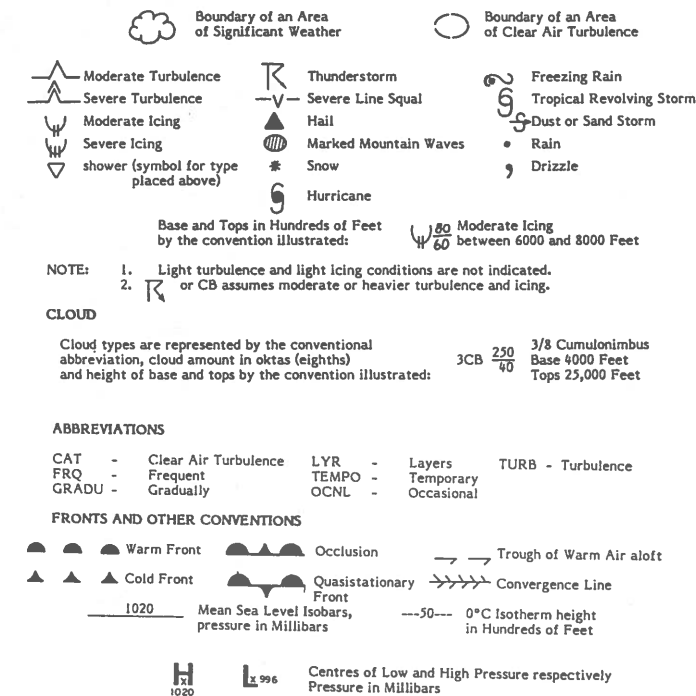 Boundary of an Area
of Significant Weather
Boundary of an Area
of Clear Air Turbulence
Moderate Turbulence
Thunderstorm
Freezing Rain
Severe Turbulence
Severe Line Squal
Tropical Revolving Storm
Moderate Icing
Hail
Dust or Sand Storm
Severe Icing
Marked Mountain Waves
Rain
shower (symbol for type
placed above)
Snow
Drizzle
Hurricane
Base and Tops in Hundreds of Feet
by the convention illustrated:
80
60
Moderate Icing
between 6000 and 8000 Feet
NOTE: 1. Light turbulence and light icing conditions are not indicated.
2. or CB assumes moderate or heavier turbulence and icing.
CLOUD
Cloud types are represented by the conventional
abbreviation, cloud amount in oktas (eighths)
and height of base and tops by the convention illustrated:
3CB 250
40
3/8 Cumulonimbus
Base 4000 Feet
Tops 25,000 Feet
ABBREVIATIONS
CAT - Clear Air Turbulence LYR - Layers TURB - Turbulence
FRQ - Frequent TEMPO - Temporary
GRADU - Gradually OCNL - Occasional
FRONTS AND OTHER CONVENTIONS
Warm Front
Occlusion
Trough of Warm Air aloft
Cold Front
Quasistationary
Front
Convergence Line
1020 Mean Sea Level Isobars,
pressure in Millibars
---50--- 0°C Isotherm height
in Hundreds of Feet
H x
1020
L x 996
Centres of Low and High Pressure respectively
Pressure in Millibars